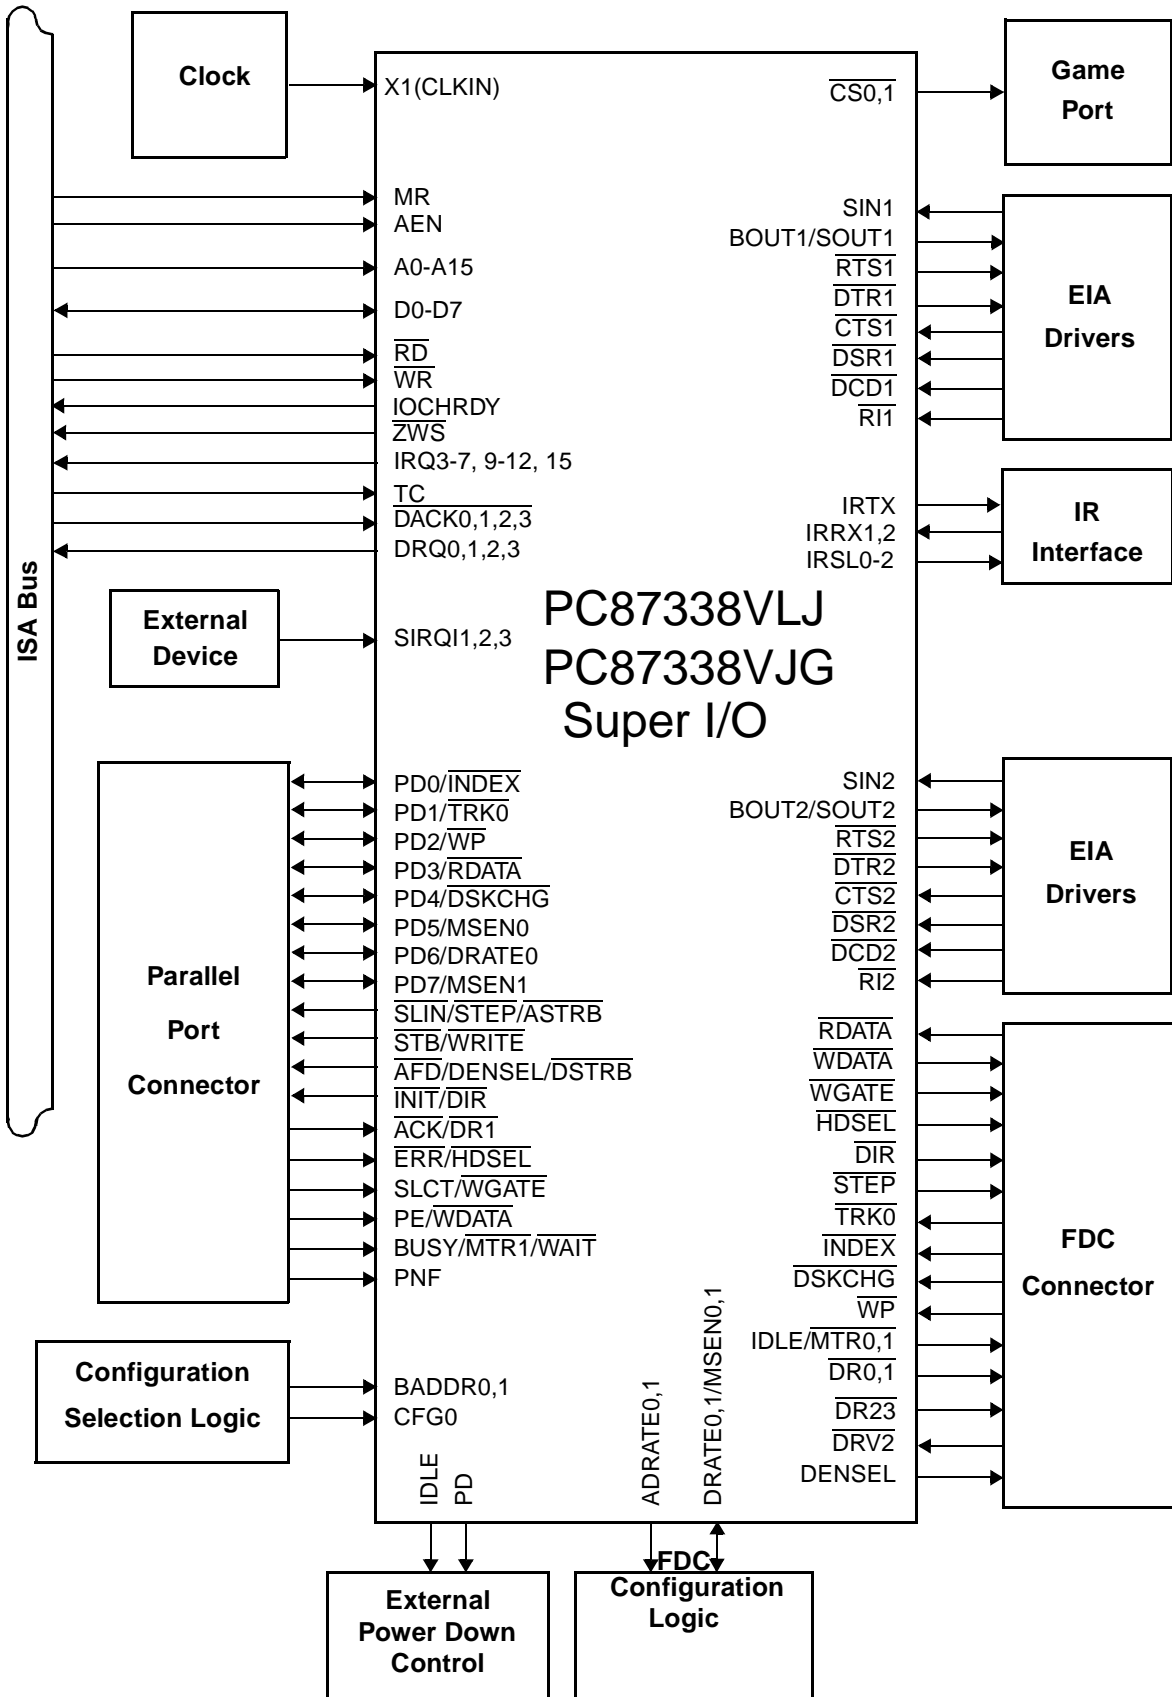 Clock
X1(CLKIN)
CS0,1
Game
Port
ISA Bus
MR
AEN
A0-A15
D0-D7
RD
WR
IOCHRDY
ZWS
IRQ3-7, 9-12, 15
TC
DACK0,1,2,3
DRQ0,1,2,3
SIN1
BOUT1/SOUT1
RTS1
DTR1
CTS1
DSR1
DCD1
RI1
EIA
Drivers
IRTX
IRRX1,2
IRSL0-2
IR
Interface
External
Device
SIRQI1,2,3
PC87338VLJ
PC87338VJG
Super I/O
Parallel
Port
Connector
PD0/INDEX
PD1/TRK0
PD2/WP
PD3/RDATA
PD4/DSKCHG
PD5/MSEN0
PD6/DRATE0
PD7/MSEN1
SLIN/STEP/ASTRB
STB/WRITE
AFD/DENSEL/DSTRB
INIT/DIR
ACK/DR1
ERR/HDSEL
SLCT/WGATE
PE/WDATA
BUSY/MTR1/WAIT
PNF
SIN2
BOUT2/SOUT2
RTS2
DTR2
CTS2
DSR2
DCD2
RI2
EIA
Drivers
RDATA
WDATA
WGATE
HDSEL
DIR
STEP
TRK0
INDEX
DSKCHG
WP
IDLE/MTR0,1
DR0,1
DR23
DRV2
DENSEL
FDC
Connector
Configuration
Selection Logic
BADDR0,1
CFG0
IDLE
PD
ADRATE0,1
DRATE0,1/MSEN0,1
External
Power Down
Control
FDC
Configuration
Logic